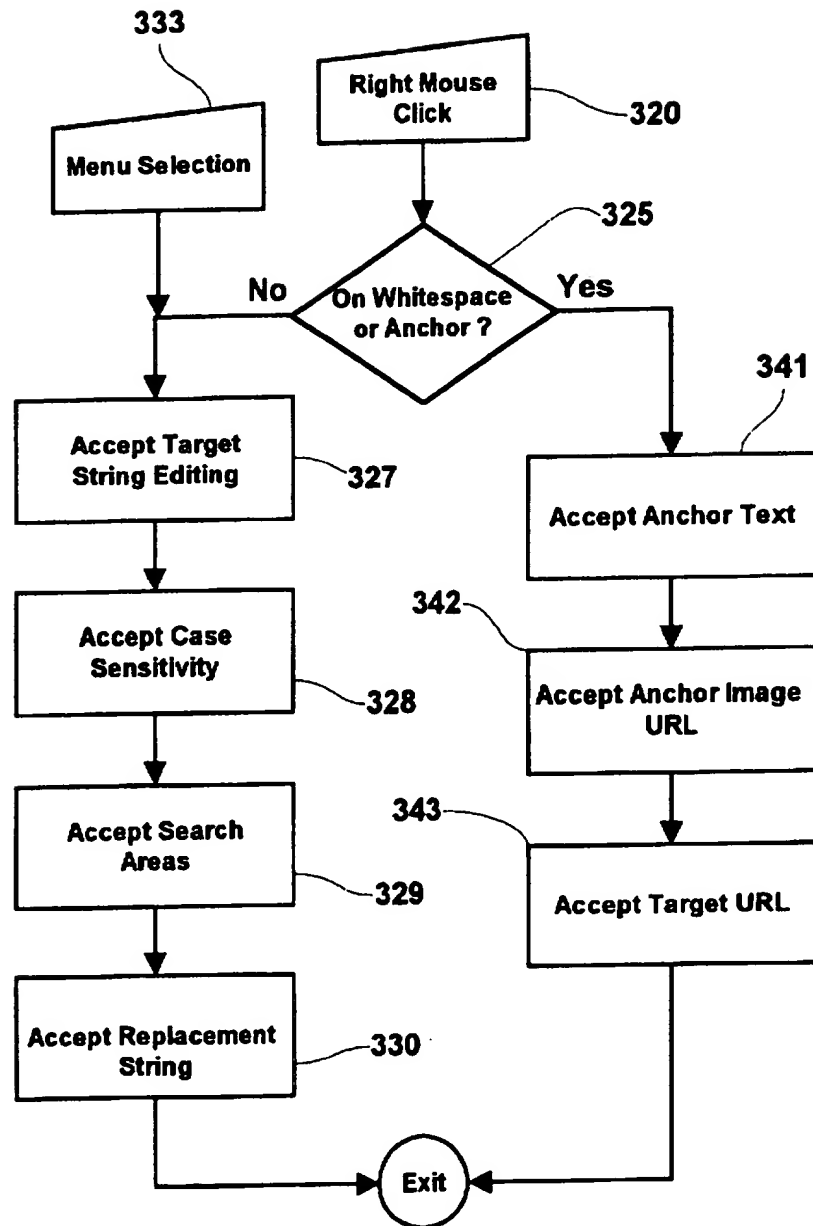 333
Right Mouse
Click
320
Menu Selection
325
No
On Whitespace
or Anchor ?
Yes
341
Accept Target
String Editing
327
Accept Anchor Text
342
Accept Case
Sensitivity
328
Accept Anchor Image
URL
343
Accept Search
Areas
329
Accept Target URL
Accept Replacement
String
330
Exit